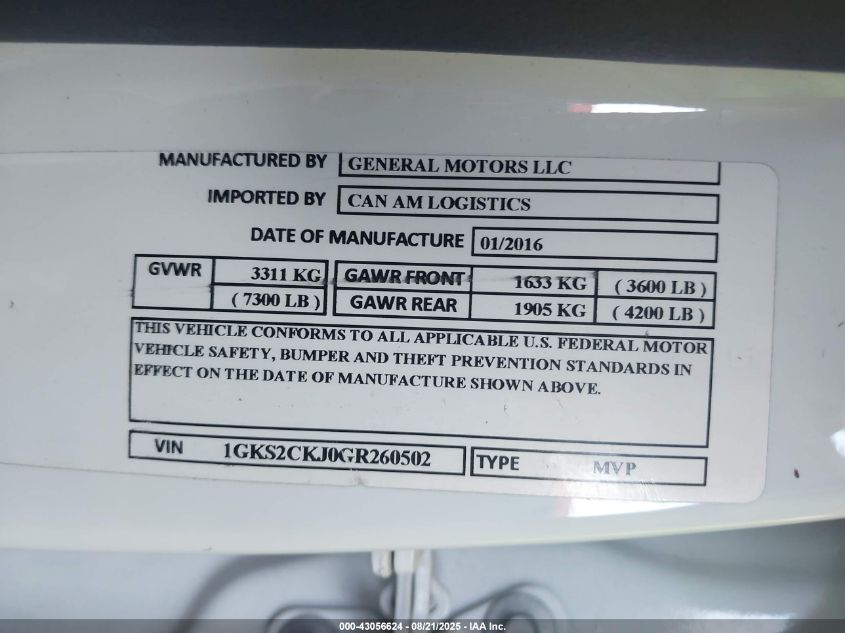 MANUFACTURED BY GENERAL MOTORS LLC
IMPORTED BY CAN AM LOGISTICS
DATE OF MANUFACTURE 01/2016
GVWR 3311 KG GAWR FRONT 1633 KG ( 3600 LB )
( 7300 LB ) GAWR REAR 1905 KG ( 4200 LB )
THIS VEHICLE CONFORMS TO ALL APPLICABLE U.S. FEDERAL MOTOR
VEHICLE SAFETY, BUMPER AND THEFT PREVENTION STANDARDS IN
EFFECT ON THE DATE OF MANUFACTURE SHOWN ABOVE.
VIN 1GKS2CKJ0GR260502 TYPE MVP
000-43056624 - 08/21/2025 - IAA Inc.